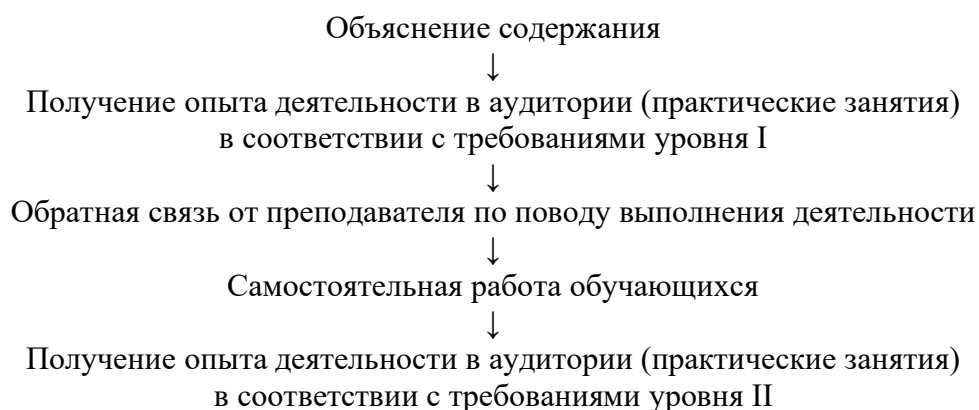 Объяснение содержания
↓
Получение опыта деятельности в аудитории (практические занятия)
в соответствии с требованиями уровня I
↓
Обратная связь от преподавателя по поводу выполнения деятельности
↓
Самостоятельная работа обучающихся
↓
Получение опыта деятельности в аудитории (практические занятия)
в соответствии с требованиями уровня II